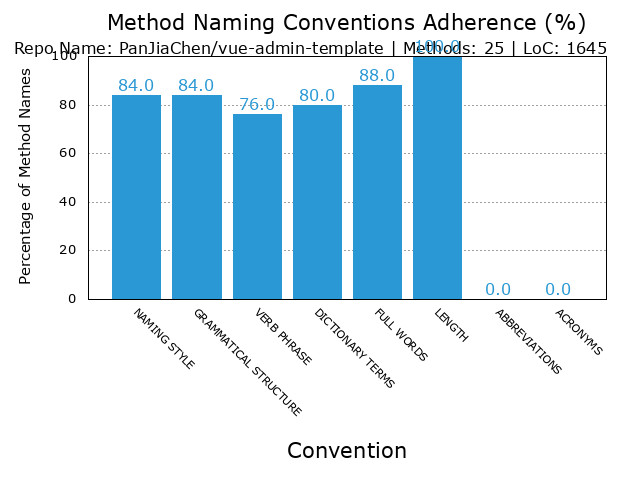 Method Naming Conventions Adherence (%)
Repo Name: PanJiaChen/vue-admin-template | Methods: 25 | LoC: 1645
Percentage of Method Names
100
80
60
40
20
0
84.0
84.0
76.0
80.0
88.0
100.0
0.0
0.0
NAMING STYLE
GRAMMATICAL STRUCTURE
VERB PHRASE
DICTIONARY TERMS
FULL WORDS
LENGTH
ABBREVIATIONS
ACRONYMS
Convention